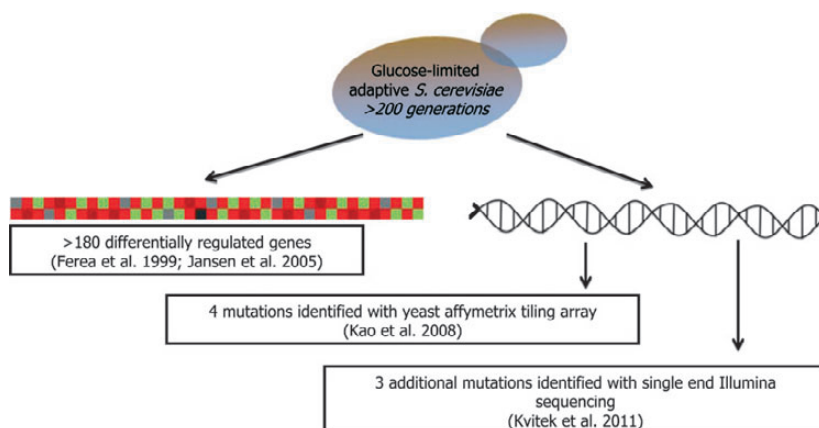 Glucose-limited
adaptive S. cerevisiae
>200 generations
>180 differentially regulated genes
(Ferea et al. 1999; Jansen et al. 2005)
4 mutations identified with yeast affymetrix tiling array
(Kao et al. 2008)
3 additional mutations identified with single end Illumina
sequencing
(Kvitek et al. 2011)